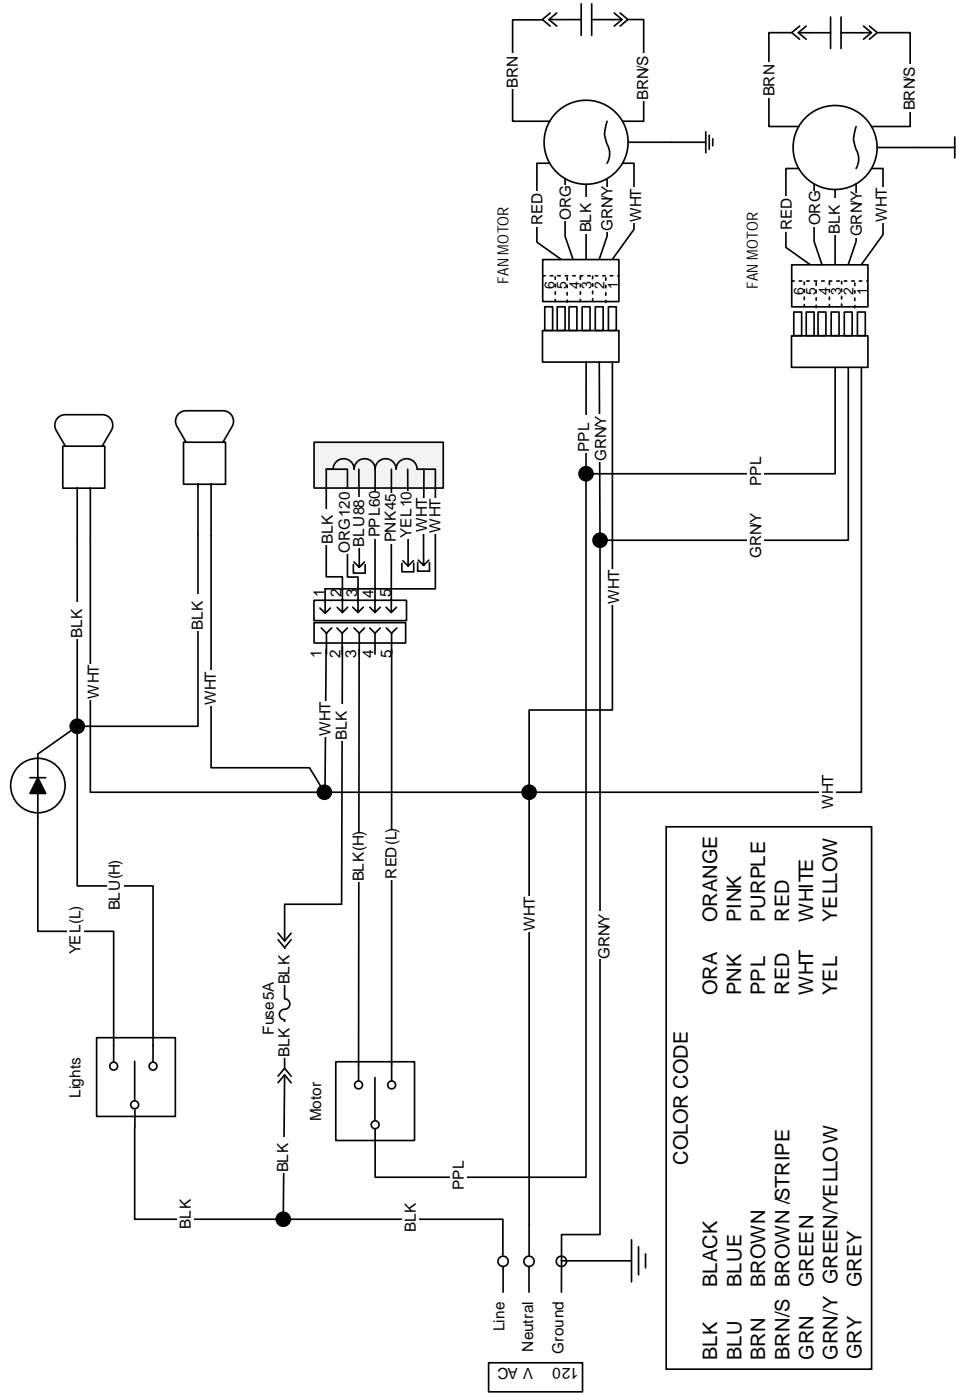 BRN
BRN/S
RED
ORG
BLK
GRN/Y
WHT
FAN MOTOR
6
5
4
3
2
1
BRN
BRN/S
RED
ORG
BLK
GRN/Y
WHT
FAN MOTOR
6
5
4
3
2
1
PPL
GRN/Y
PPL
GRN/Y
WHT
WHT
BLK
WHT
BLK
WHT
BLK
ORG120
BLU88
PPL60
PNK45
YEL10
WHT
WHT
1
2
3
4
5
1
2
3
4
5
WHT
BLK
BLK(H)
RED(L)
YEL(L)
BLU(H)
Lights
BLK
Fuse5A
BLK
BLK
Motor
PPL
BLK
BLK
WHT
GRN/Y
Line
Neutral
Ground
120 V AC
COLOR CODE
BLK BLACK
BLU BLUE
BRN BROWN
BRN/S BROWN/STRIPE
GRN GREEN
GRN/Y GREEN/YELLOW
GRY GREY
ORA ORANGE
PNK PINK
PPL PURPLE
RED RED
WHT WHITE
YEL YELLOW